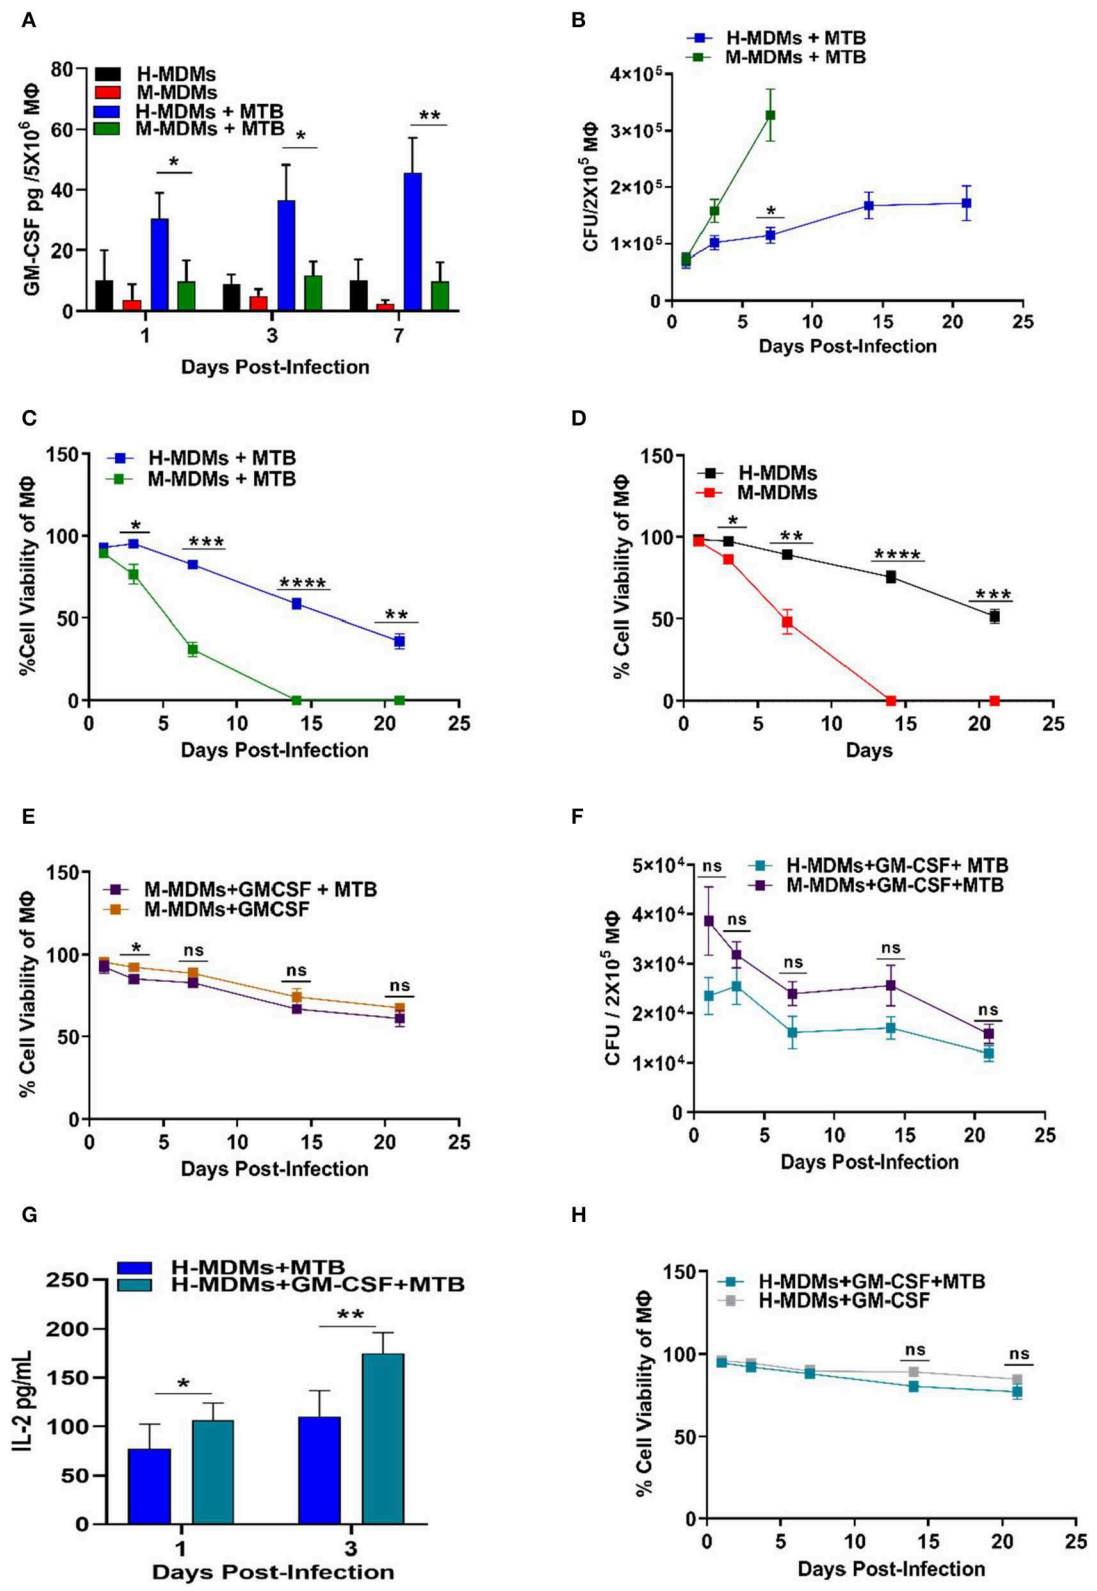 A
H-MDMs
M-MDMs
H-MDMs + MTB
M-MDMs + MTB
80
60
40
20
0
GM-CSF pg /5X10⁶ MΦ
*
*
**
1
3
7
Days Post-Infection
B
H-MDMs + MTB
M-MDMs + MTB
4×10⁵
3×10⁵
2×10⁵
1×10⁵
0
CFU/2X10⁵ MΦ
*
0
5
10
15
20
25
Days Post-Infection
C
H-MDMs + MTB
M-MDMs + MTB
150
100
50
0
%Cell Viability of MΦ
*
***
****
**
0
5
10
15
20
25
Days Post-Infection
D
H-MDMs
M-MDMs
150
100
50
0
% Cell Viability of MΦ
*
**
****
***
0
5
10
15
20
25
Days
E
M-MDMs+GMCSF + MTB
M-MDMs+GMCSF
150
100
50
0
% Cell Viability of MΦ
*
ns
ns
ns
0
5
10
15
20
25
Days Post-Infection
F
H-MDMs+GM-CSF+ MTB
M-MDMs+GM-CSF+MTB
5×10⁴
4×10⁴
3×10⁴
2×10⁴
1×10⁴
0
CFU / 2X10⁵ MΦ
ns
ns
ns
ns
ns
0
5
10
15
20
25
Days Post-Infection
G
H-MDMs+MTB
H-MDMs+GM-CSF+MTB
250
200
150
100
50
0
IL-2 pg/mL
*
**
1
3
Days Post-Infection
H
H-MDMs+GM-CSF+MTB
H-MDMs+GM-CSF
150
100
50
0
% Cell Viability of MΦ
ns
ns
0
5
10
15
20
25
Days Post-Infection